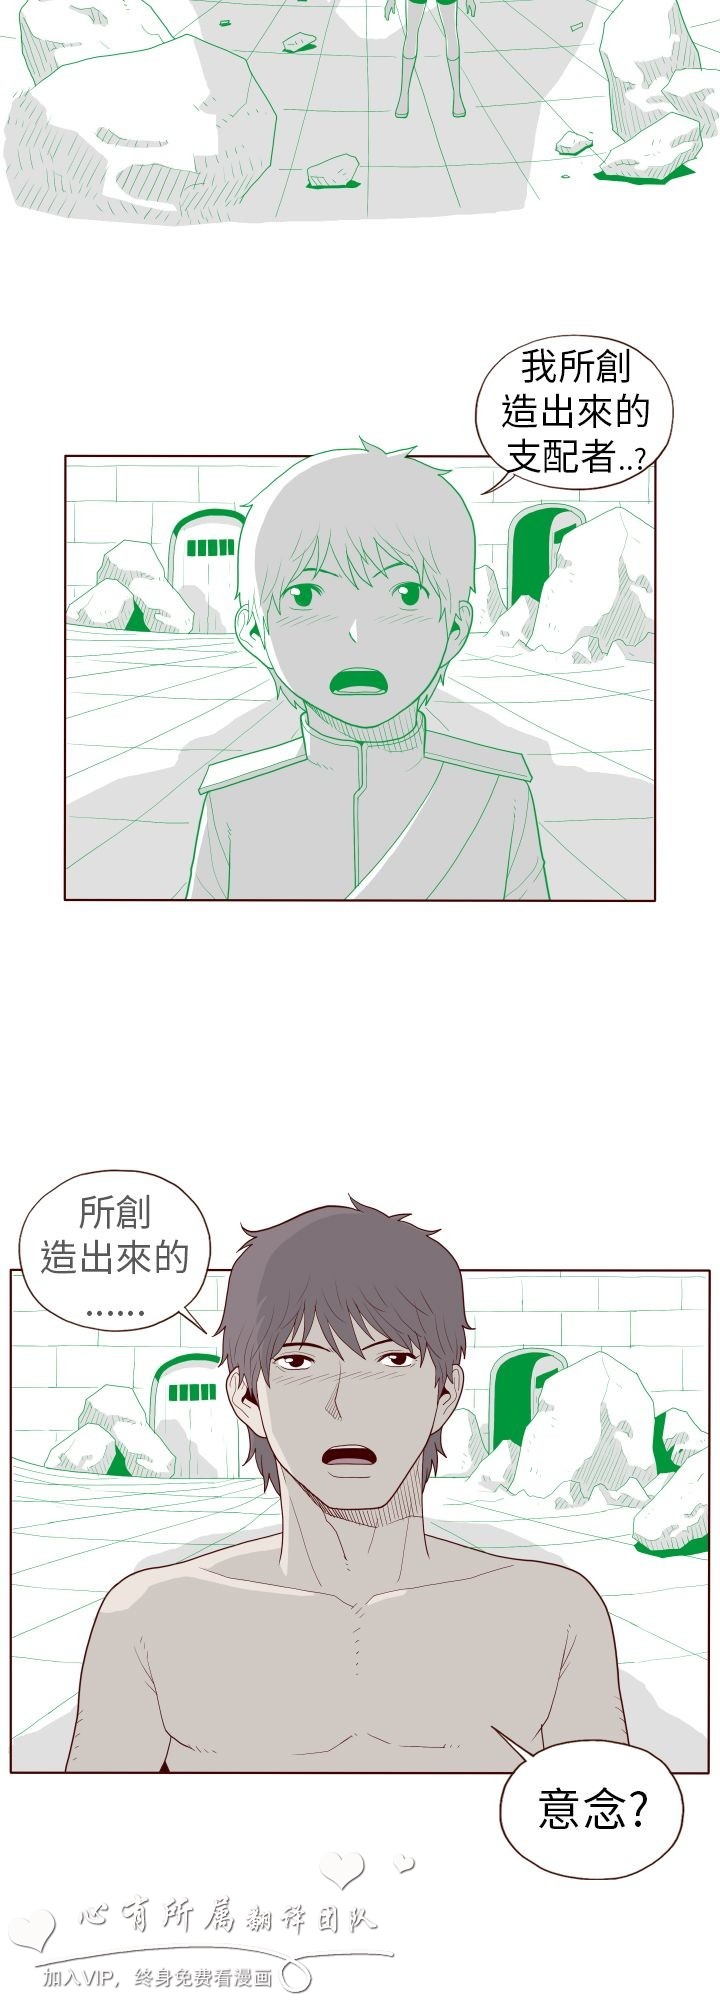 我所創
造出來的
支配者..?
所創
造出來的
......
意念?
心有所属翻译团队
加入VIP，终身免费看漫画